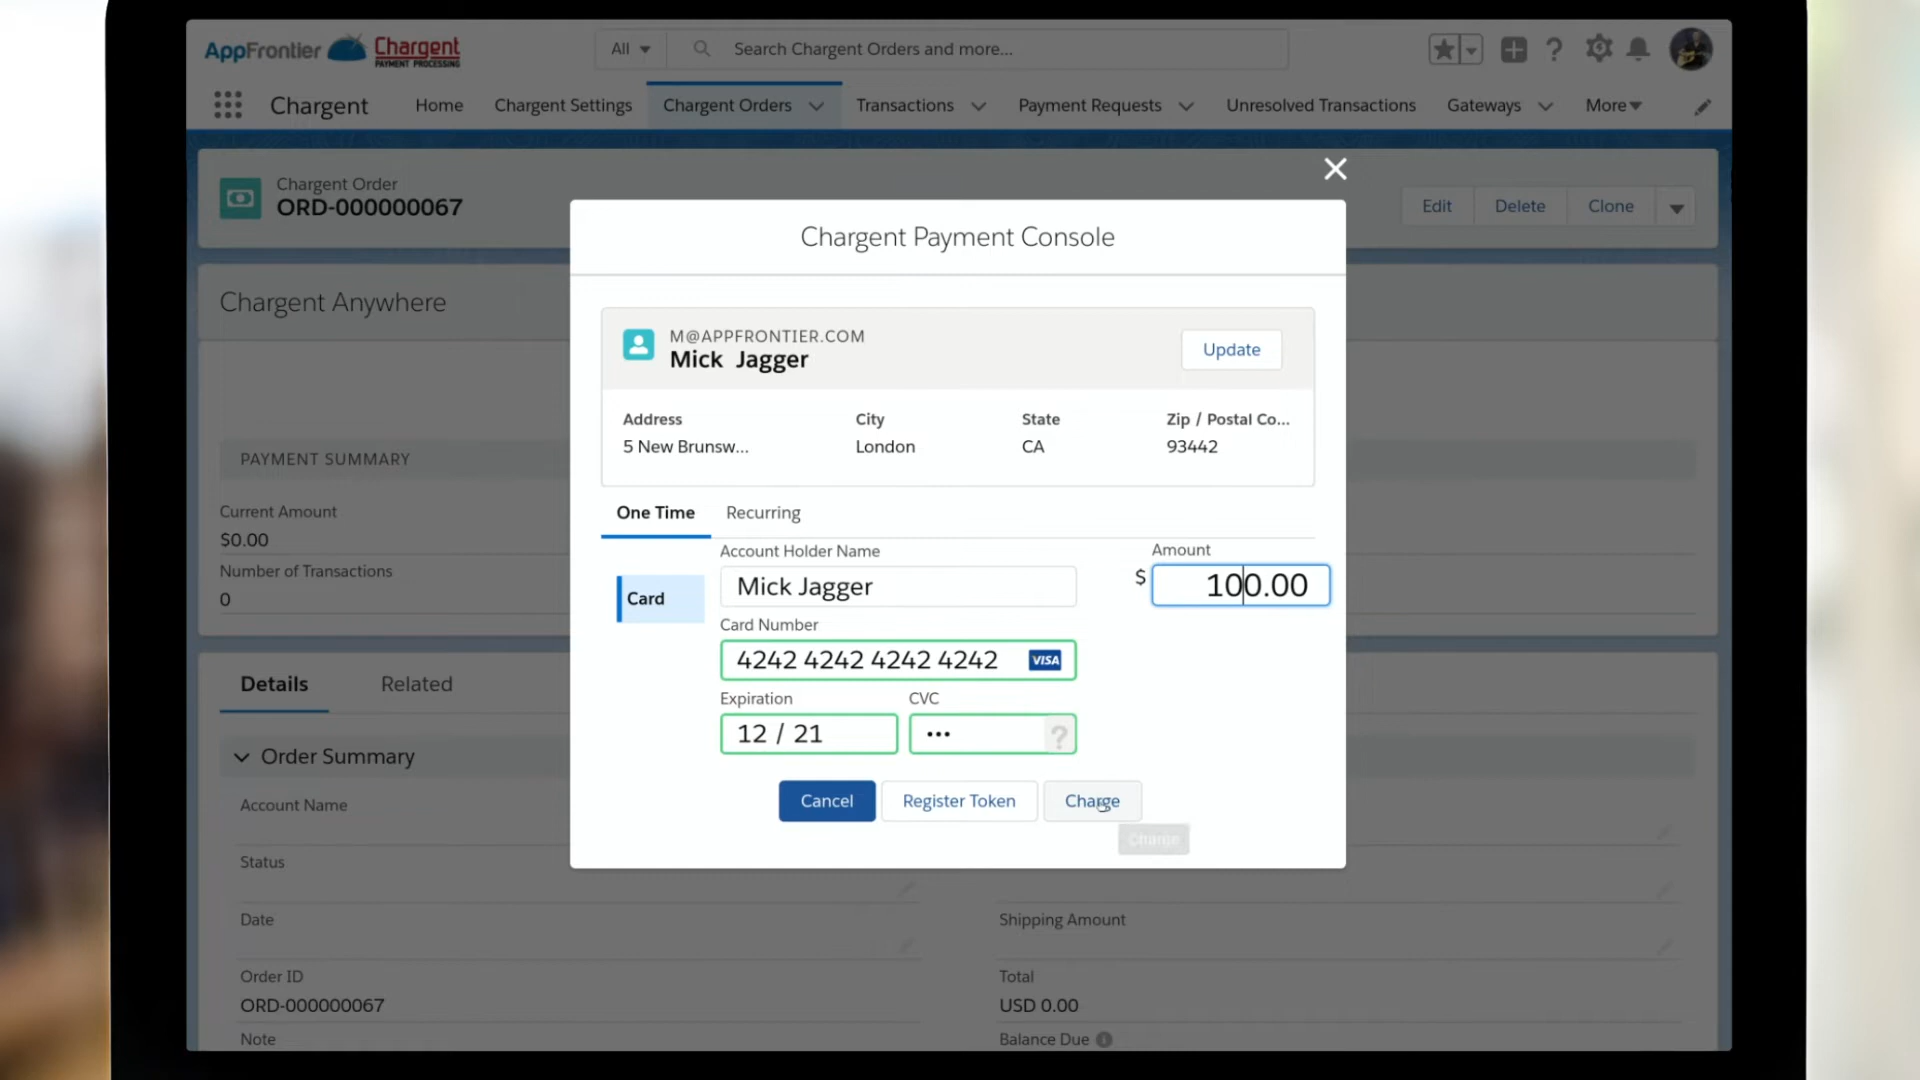 AppFrontier Chargent
PAYMENT PROCESSING
All
Search Chargent Orders and more...
Chargent
Home
Chargent Settings
Chargent Orders
Transactions
Payment Requests
Unresolved Transactions
Gateways
More
Chargent Order
ORD-000000067
Edit
Delete
Clone
Chargent Anywhere
PAYMENT SUMMARY
Current Amount
$0.00
Number of Transactions
0
Chargent Payment Console
M@APPFRONTIER.COM
Mick Jagger
Update
Address
City
State
Zip / Postal Co...
5 New Brunsw...
London
CA
93442
One Time
Recurring
Account Holder Name
Amount
Card
Mick Jagger
$
100.00
Card Number
4242 4242 4242 4242
VISA
Expiration
CVC
12 / 21
•••
?
Cancel
Register Token
Charge
Charge
Details
Related
Order Summary
Account Name
Status
Date
Shipping Amount
Order ID
Total
ORD-000000067
USD 0.00
Note
Balance Due